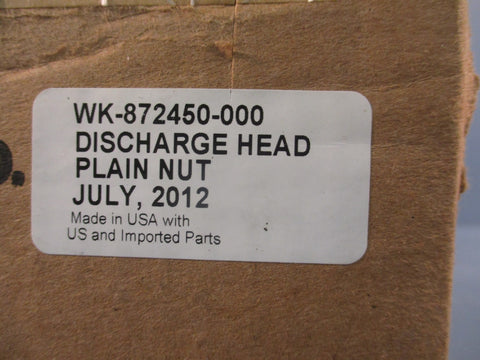 WK-872450-000
DISCHARGE HEAD
PLAIN NUT
JULY, 2012
Made in USA with
US and Imported Parts